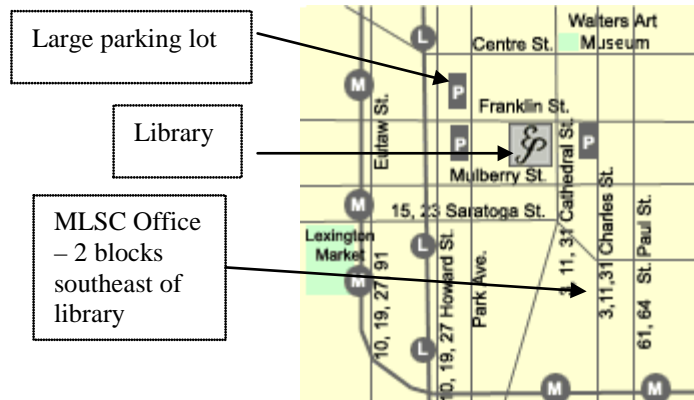 Large parking lot
Library
MLSC Office
– 2 blocks
southeast of
library
Walters Art
Museum
Centre St.
L
M
P
Franklin St.
Eutaw St.
P
P
Mulberry St.
M
15, 23 Saratoga St.
Lexington
Market
L
M
10, 19, 27, 91
10, 19, 27 Howard St.
Park Ave.
3, 11, 31 Cathedral St.
3,11,31 Charles St.
61, 64 St. Paul St.
L
M
M